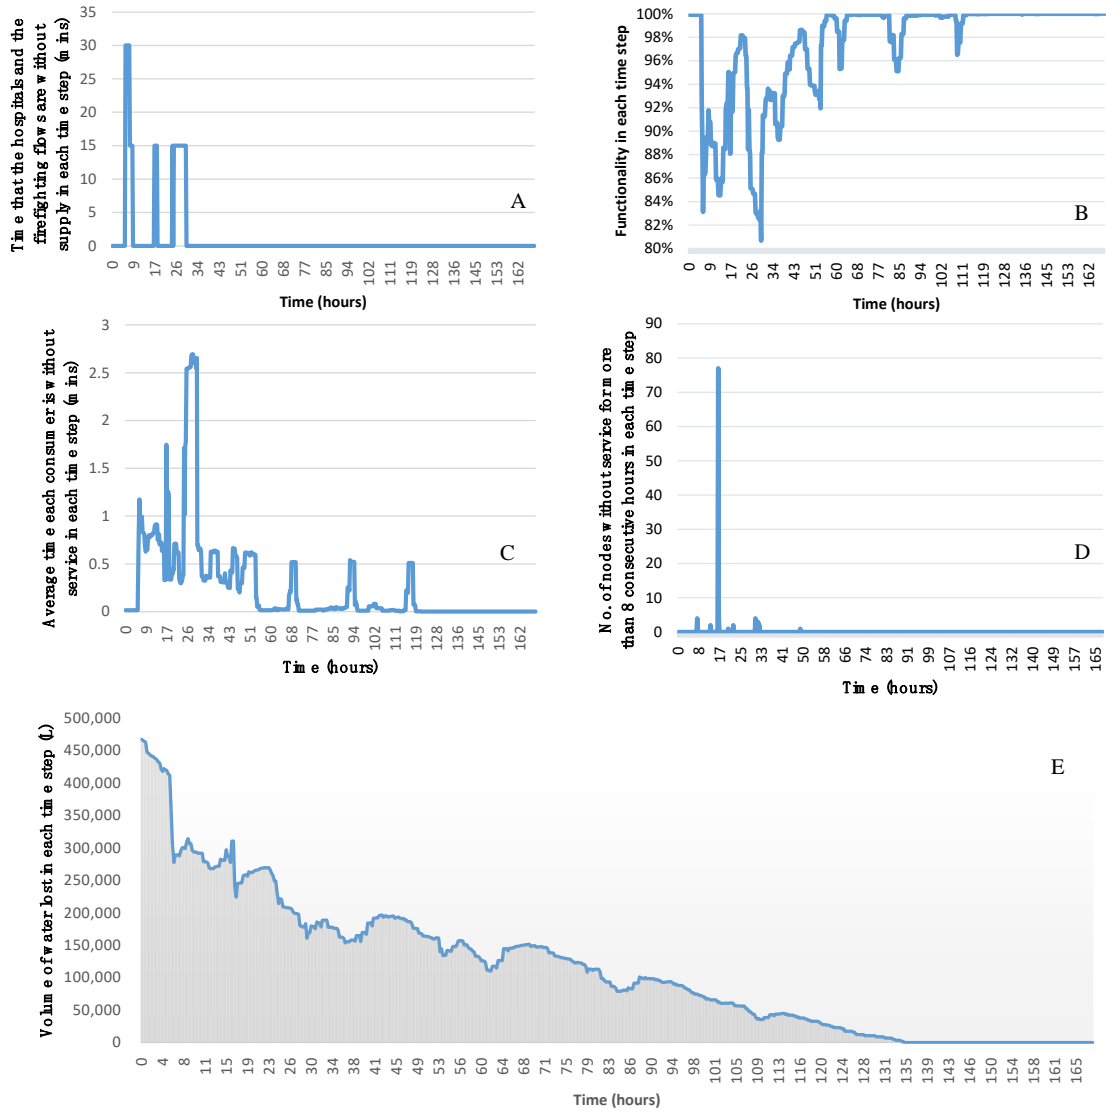 Time that the hospitals and the
firefighting flows are without
supply in each time step (mins)
35
30
25
20
15
10
5
0
A
0 9 17 26 34 43 51 60 68 77 85 94 102 111 119 128 136 145 153 162
Time (hours)
Functionality in each time step
100%
98%
96%
94%
92%
90%
88%
86%
84%
82%
80%
B
0 9 17 26 34 43 51 60 68 77 85 94 102 111 119 128 136 145 153 162
Time (hours)
Average time each consumer is without
service in each time step (mins)
3
2.5
2
1.5
1
0.5
0
C
0 9 17 26 34 43 51 60 68 77 85 94 102 111 119 128 136 145 153 162
Time (hours)
No. of nodes without service for more
than 8 consecutive hours in each time step
90
80
70
60
50
40
30
20
10
0
D
0 8 17 25 33 41 50 58 66 74 83 91 99 107 116 124 132 140 149 157 165
Time (hours)
Volume of water lost in each time step (L)
500,000
450,000
400,000
350,000
300,000
250,000
200,000
150,000
100,000
50,000
0
E
0 4 8 11 15 19 23 26 30 34 38 41 45 49 53 56 60 64 68 71 75 79 83 86 90 94 98 101 105 109 113 116 120 124 128 131 135 139 143 146 150 154 158 161 165
Time (hours)